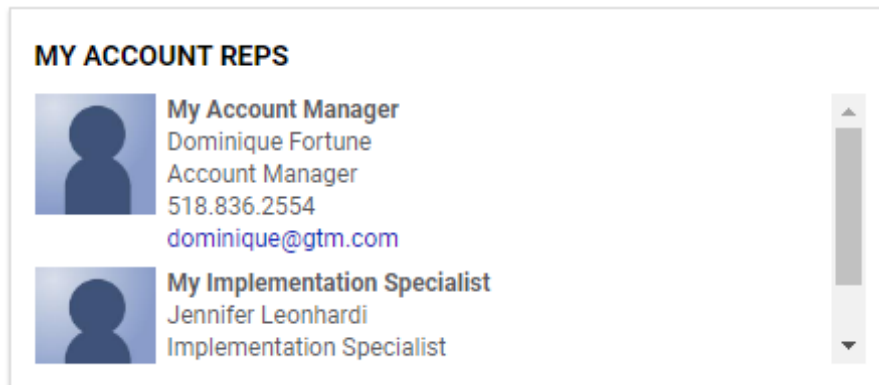 MY ACCOUNT REPS
My Account Manager
Dominique Fortune
Account Manager
518.836.2554
dominique@gtm.com
My Implementation Specialist
Jennifer Leonhardi
Implementation Specialist